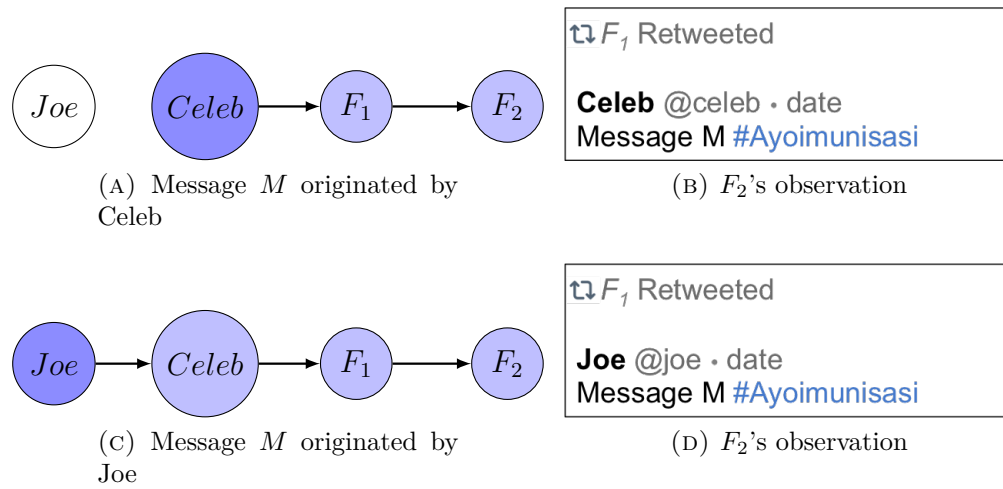 Joe
Celeb
F₁
F₂
(A) Message M originated by
Celeb
F₁ Retweeted
Celeb @celeb • date
Message M #Ayoimunisasi
(B) F₂'s observation
Joe
Celeb
F₁
F₂
(C) Message M originated by
Joe
F₁ Retweeted
Joe @joe • date
Message M #Ayoimunisasi
(D) F₂'s observation